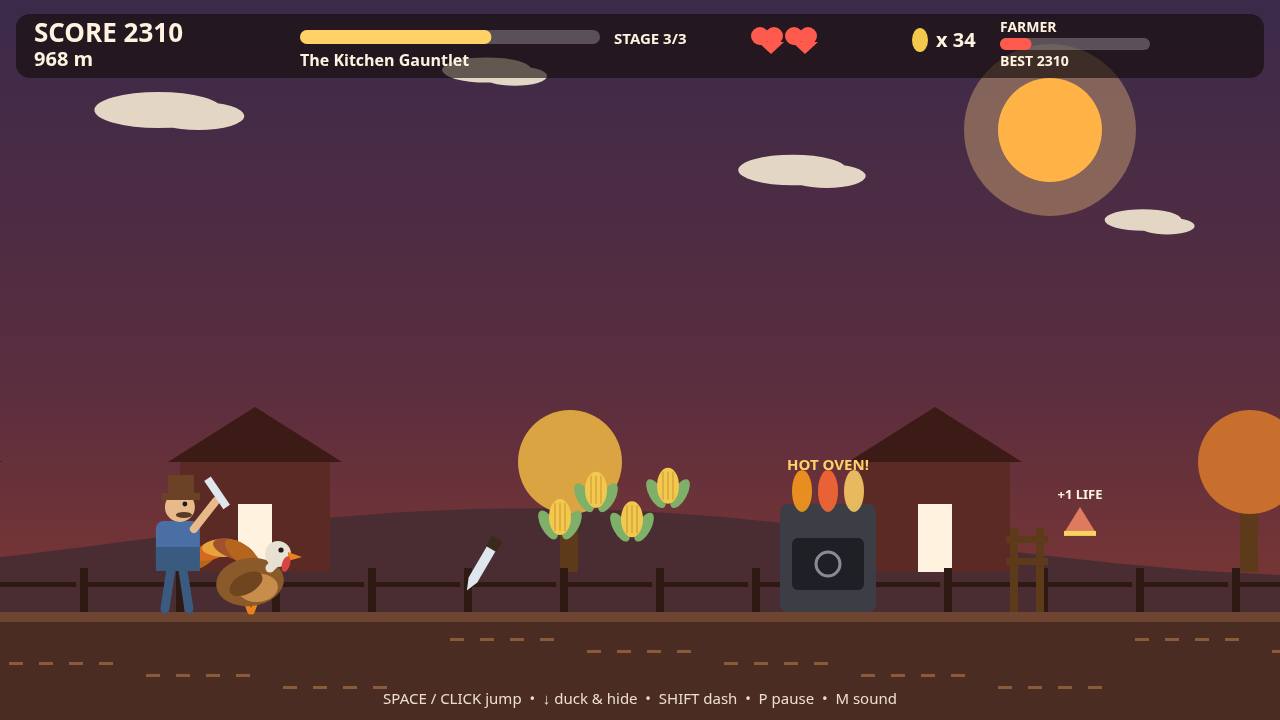 SCORE 2310
968 m
The Kitchen Gauntlet
STAGE 3/3
x 34
FARMER
BEST 2310
HOT OVEN!
+1 LIFE
SPACE / CLICK jump • ↓ duck & hide • SHIFT dash • P pause • M sound